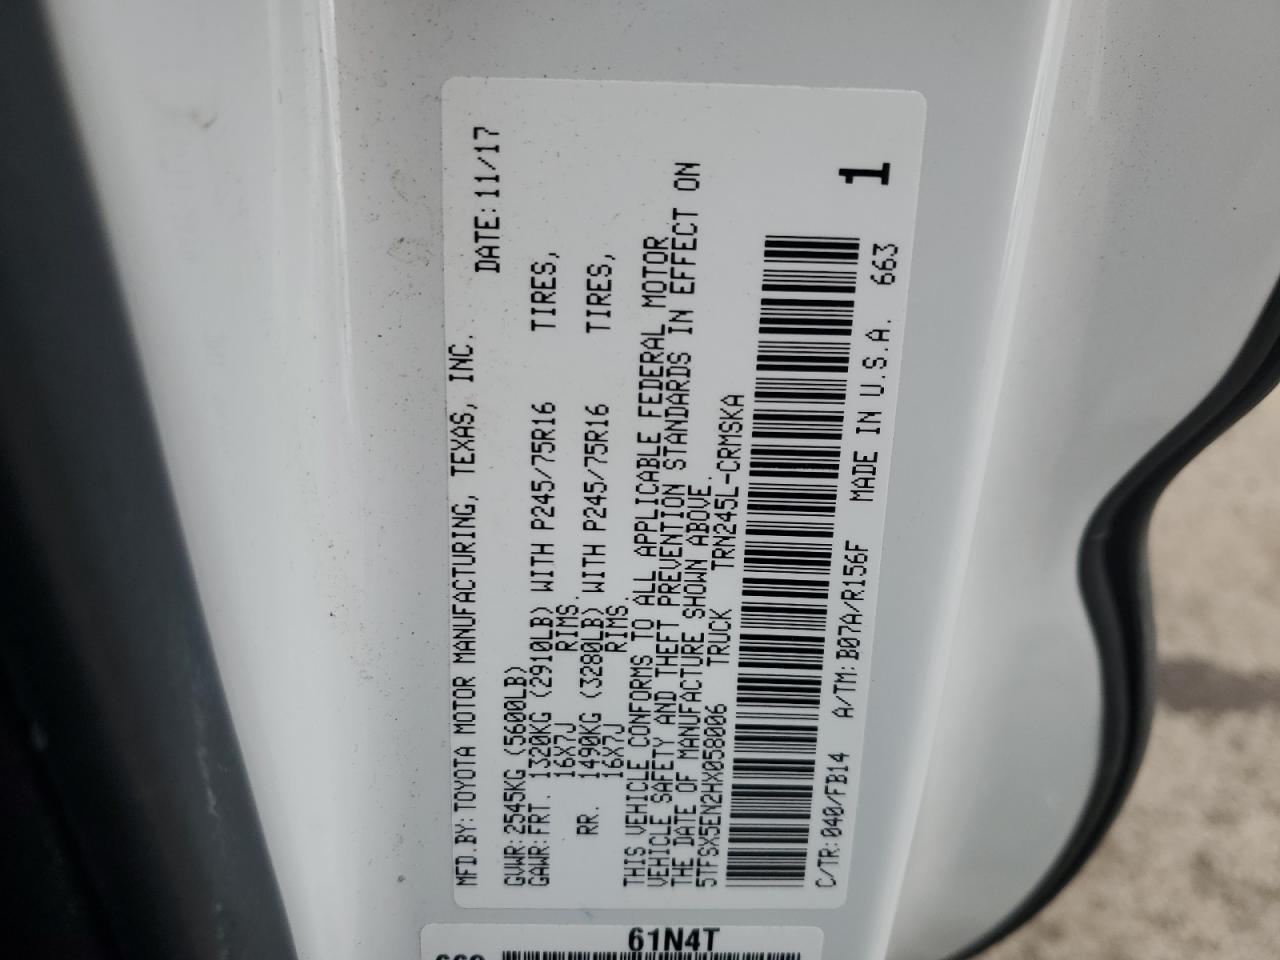 MFD.BY:TOYOTA MOTOR MANUFACTURING, TEXAS, INC. DATE:11/17
GVWR:2545KG (5600LB)
GAWR:FRT. 1320KG (2910LB) WITH P245/75R16 TIRES,
16X7J RIMS.
RR. 1490KG (3280LB) WITH P245/75R16 TIRES,
16X7J RIMS.
THIS VEHICLE CONFORMS TO ALL APPLICABLE FEDERAL MOTOR
VEHICLE SAFETY AND THEFT PREVENTION STANDARDS IN EFFECT ON
THE DATE OF MANUFACTURE SHOWN ABOVE.
5TFSX5EN2HX058006 TRUCK TRN245L-CRMSKA
1
C/TR:040/FB14 A/TM:B07A/R156F MADE IN U.S.A. 663
61N4T